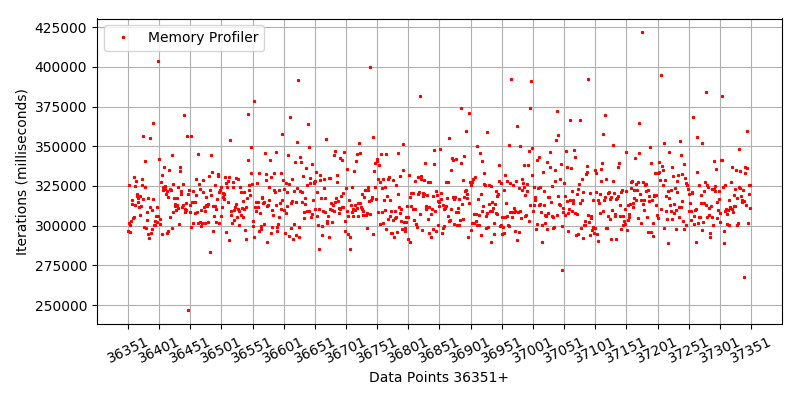 Memory Profiler
425000
400000
375000
350000
325000
300000
275000
250000
Iterations (milliseconds)
36351 36401 36451 36501 36551 36601 36651 36701 36751 36801 36851 36901 36951 37001 37051 37101 37151 37201 37251 37301 37351
Data Points 36351+